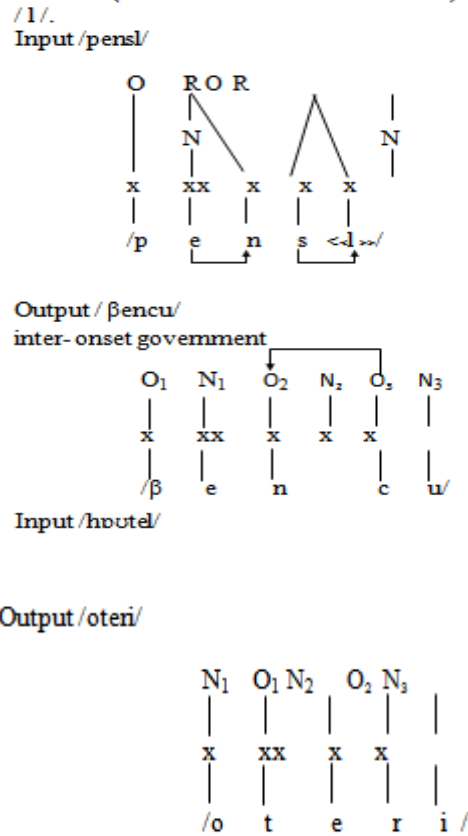 / l /.
Input /pensl/
O R O R
N N
x xx x x x
/p e n s <<l >>/
Output / βencu/
inter- onset government
O₁ N₁ O₂ N₂ O₃ N₃
x xx x x x
/β e n c u/
Input /hɒʊtel/
Output /oteri/
N₁ O₁ N₂ O₂ N₃
x xx x x
/o t e r i /